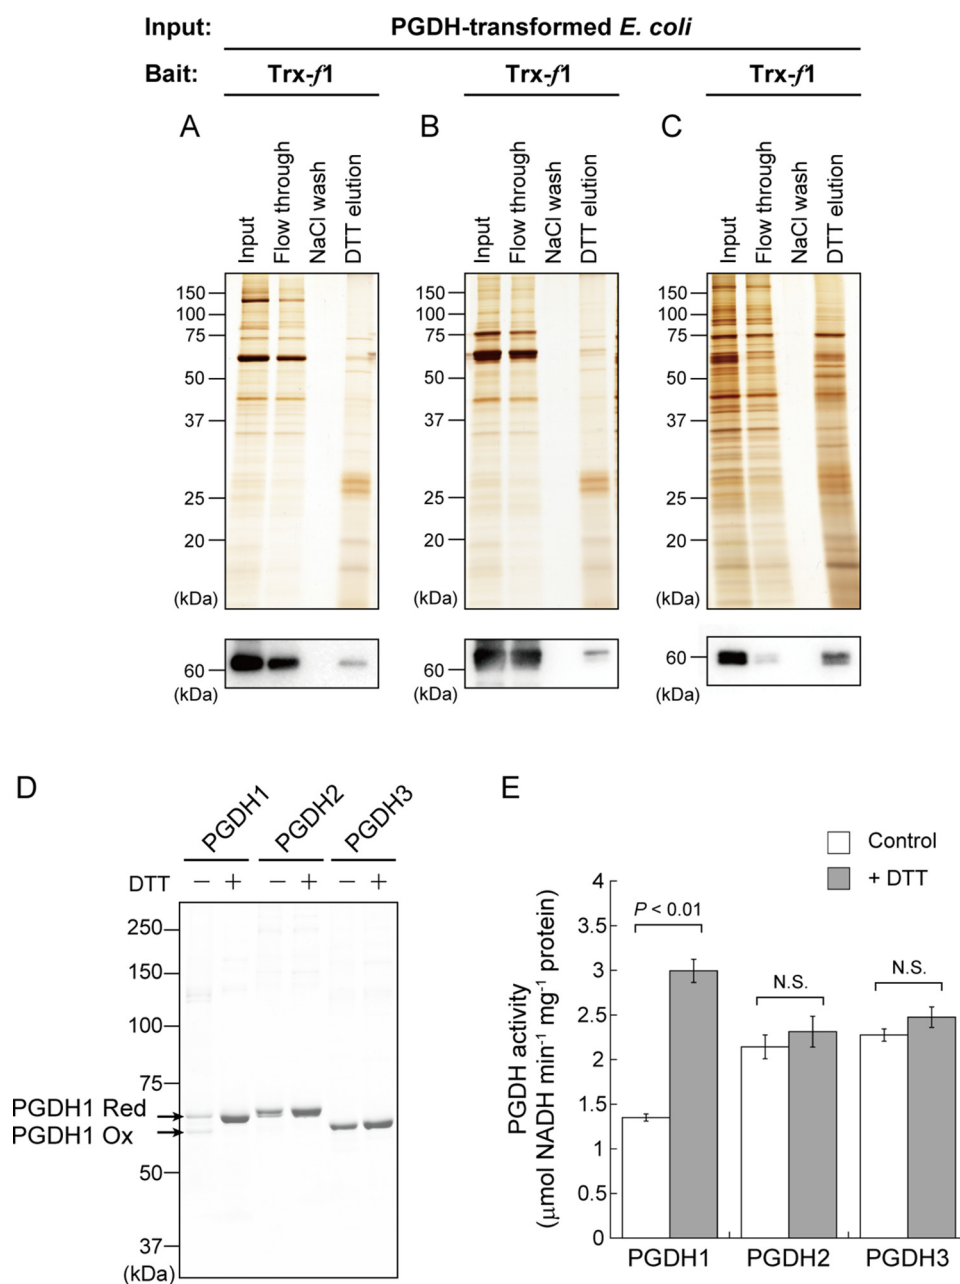 Input: PGDH-transformed E. coli
Bait: Trx-f1 Trx-f1 Trx-f1
A B C
Input Flow through NaCl wash DTT elution
Input Flow through NaCl wash DTT elution
Input Flow through NaCl wash DTT elution
150
100
75
50
37
25
20
(kDa)
60
(kDa)
150
100
75
50
37
25
20
(kDa)
60
(kDa)
150
100
75
50
37
25
20
(kDa)
60
(kDa)
D
PGDH1 PGDH2 PGDH3
DTT − + − + − +
250
150
100
75
PGDH1 Red
PGDH1 Ox
50
37
(kDa)
E
Control
+ DTT
PGDH activity
(μmol NADH min-1 mg-1 protein)
4
3.5
3
2.5
2
1.5
1
0.5
0
P < 0.01
N.S.
N.S.
PGDH1 PGDH2 PGDH3